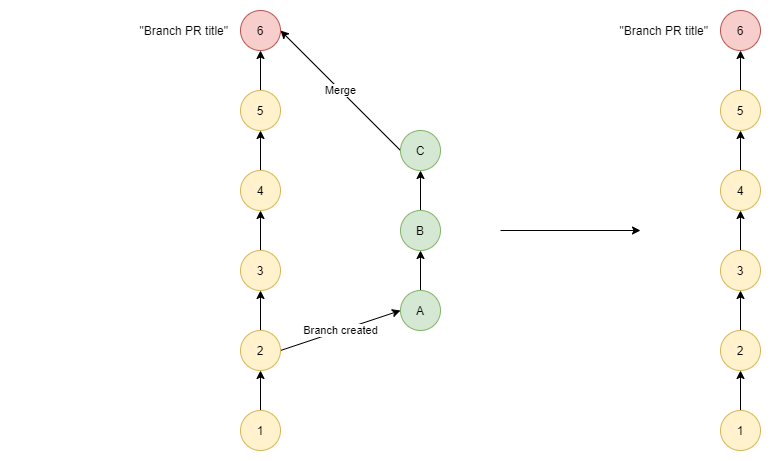 "Branch PR title" 6 "Branch PR title" 6
Merge
5 5
C
4 4
B
3 3
A
Branch created
2 2
1 1